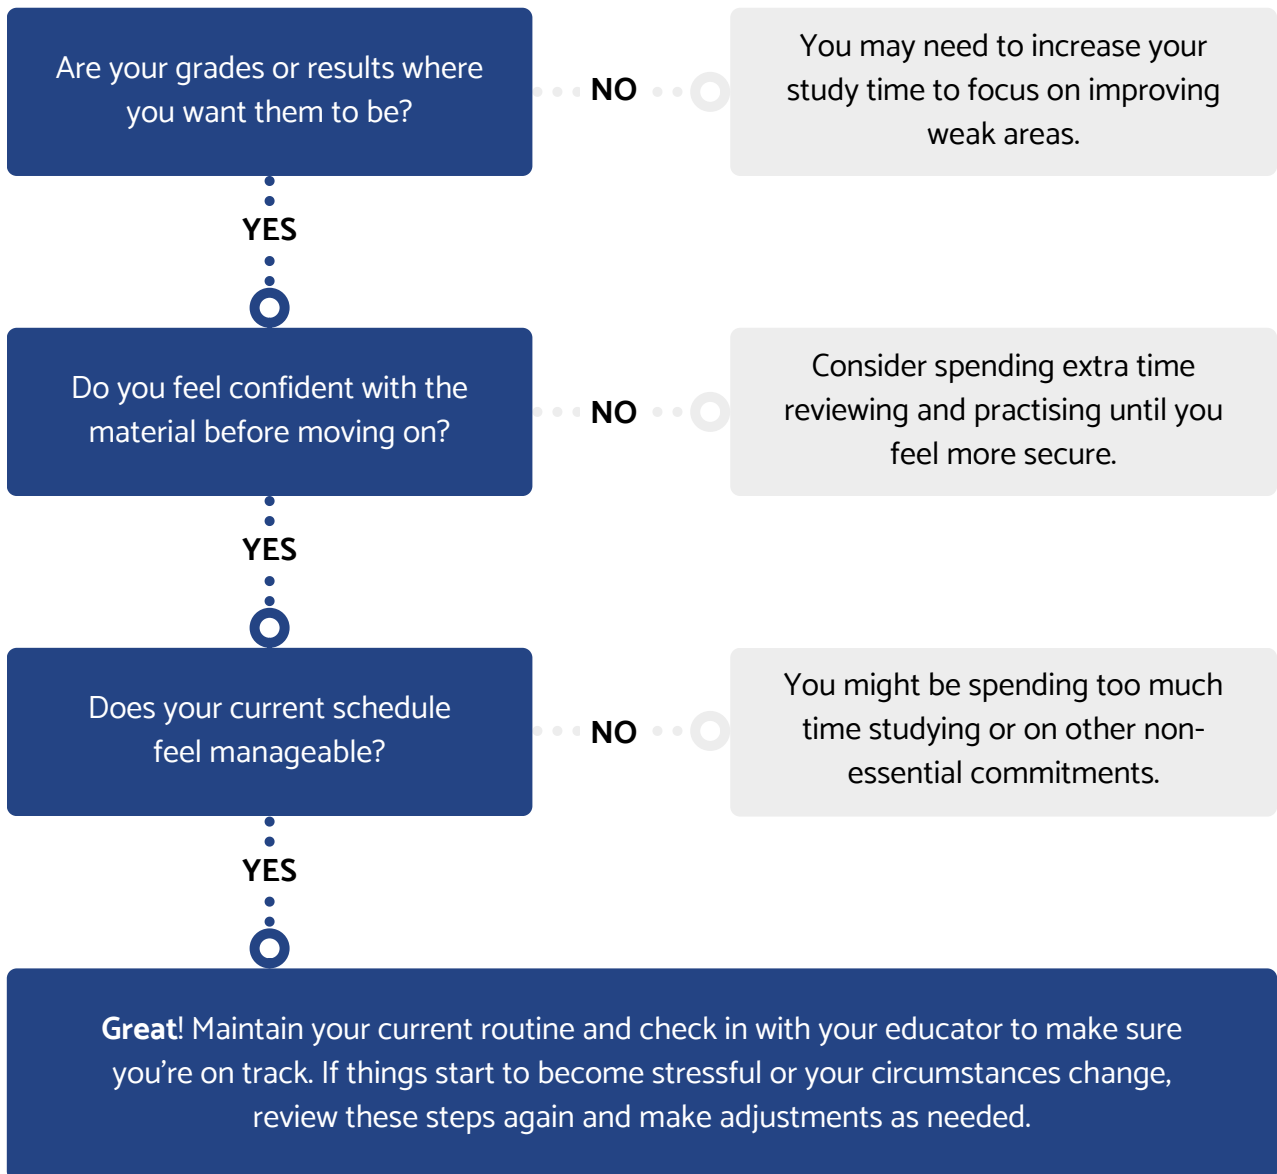 Are your grades or results where
you want them to be?
NO
You may need to increase your
study time to focus on improving
weak areas.
YES
Do you feel confident with the
material before moving on?
NO
Consider spending extra time
reviewing and practising until you
feel more secure.
YES
Does your current schedule
feel manageable?
NO
You might be spending too much
time studying or on other non-
essential commitments.
YES
Great! Maintain your current routine and check in with your educator to make sure
you're on track. If things start to become stressful or your circumstances change,
review these steps again and make adjustments as needed.